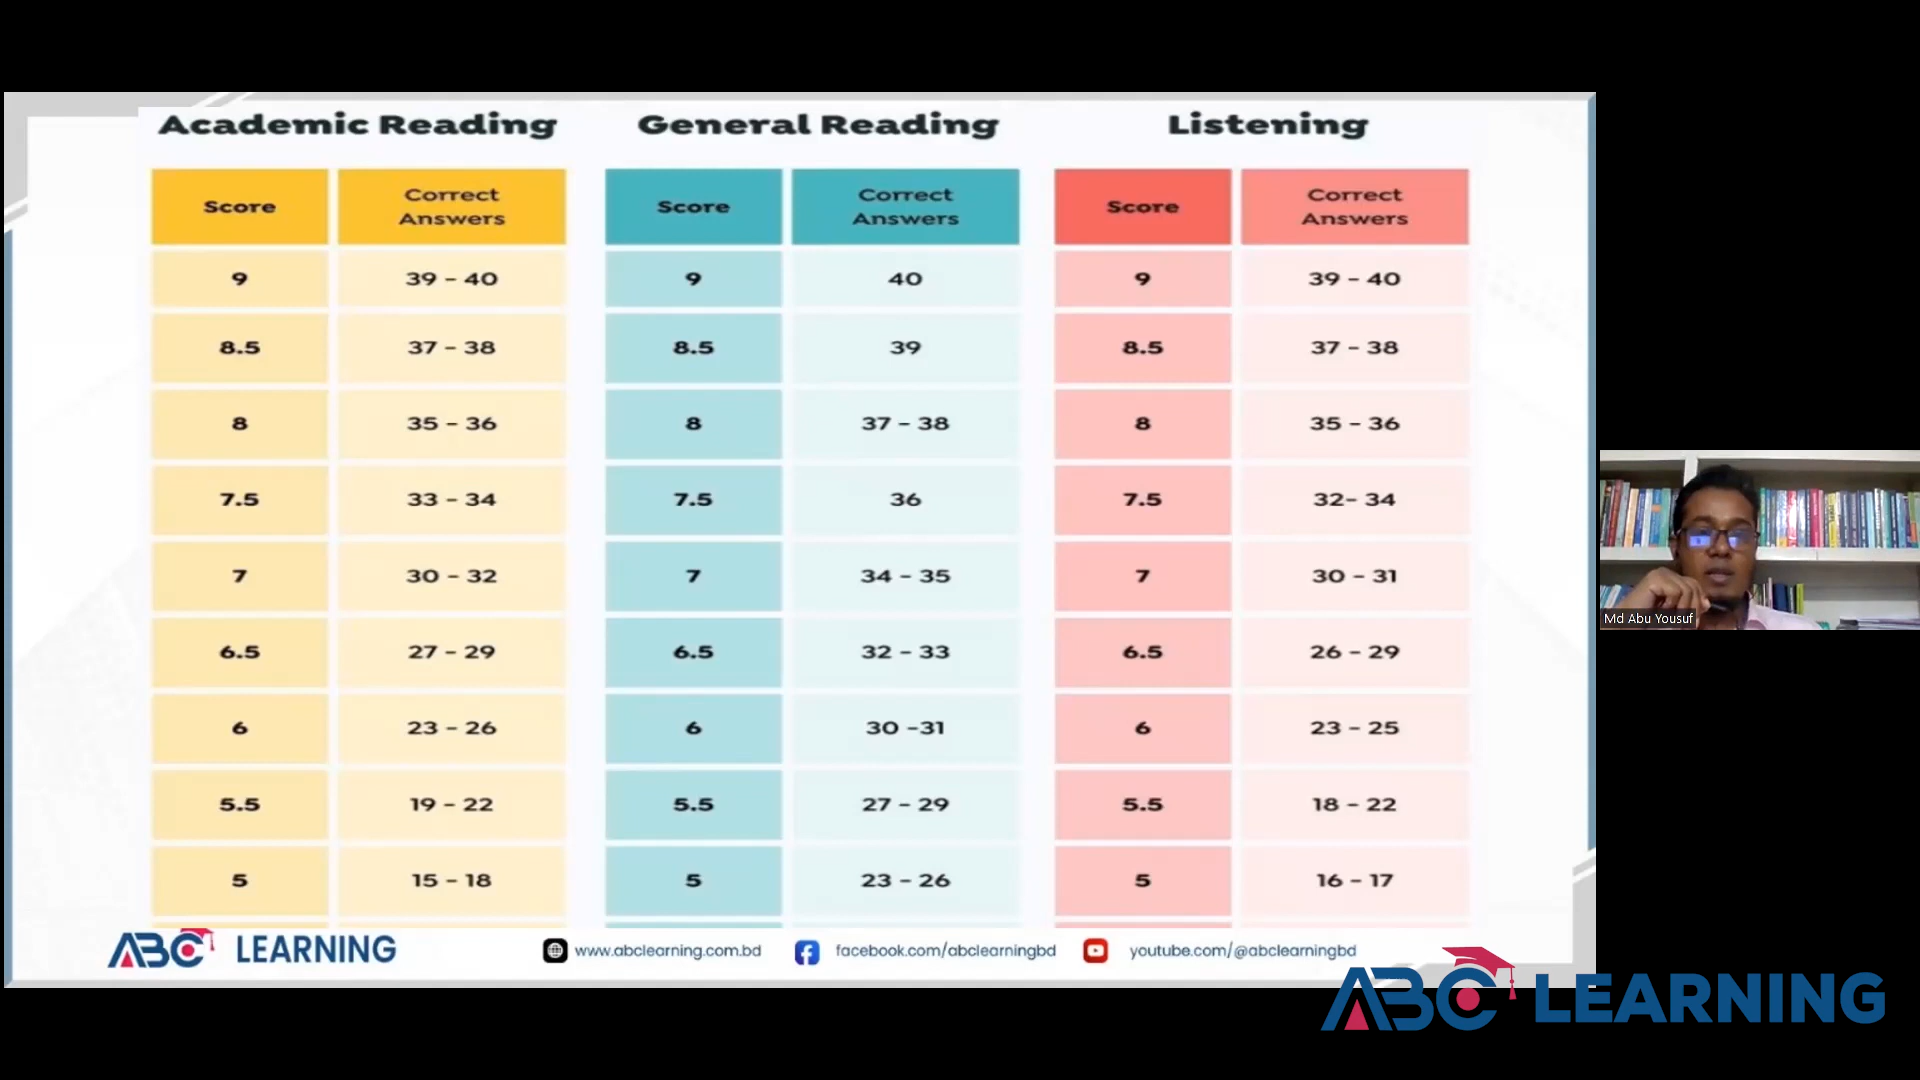 Academic Reading
General Reading
Listening
Score Correct Answers
Score Correct Answers
Score Correct Answers
9 39 – 40
9 40
9 39 – 40
8.5 37 – 38
8.5 39
8.5 37 – 38
8 35 – 36
8 37 – 38
8 35 – 36
7.5 33 – 34
7.5 36
7.5 32– 34
7 30 – 32
7 34 – 35
7 30 – 31
6.5 27 – 29
6.5 32 – 33
6.5 26 – 29
6 23 – 26
6 30 –31
6 23 – 25
5.5 19 – 22
5.5 27 – 29
5.5 18 – 22
5 15 – 18
5 23 – 26
5 16 – 17
ABC LEARNING
www.abclearning.com.bd
facebook.com/abclearningbd
youtube.com/@abclearningbd
ABC LEARNING
Md Abu Yousuf